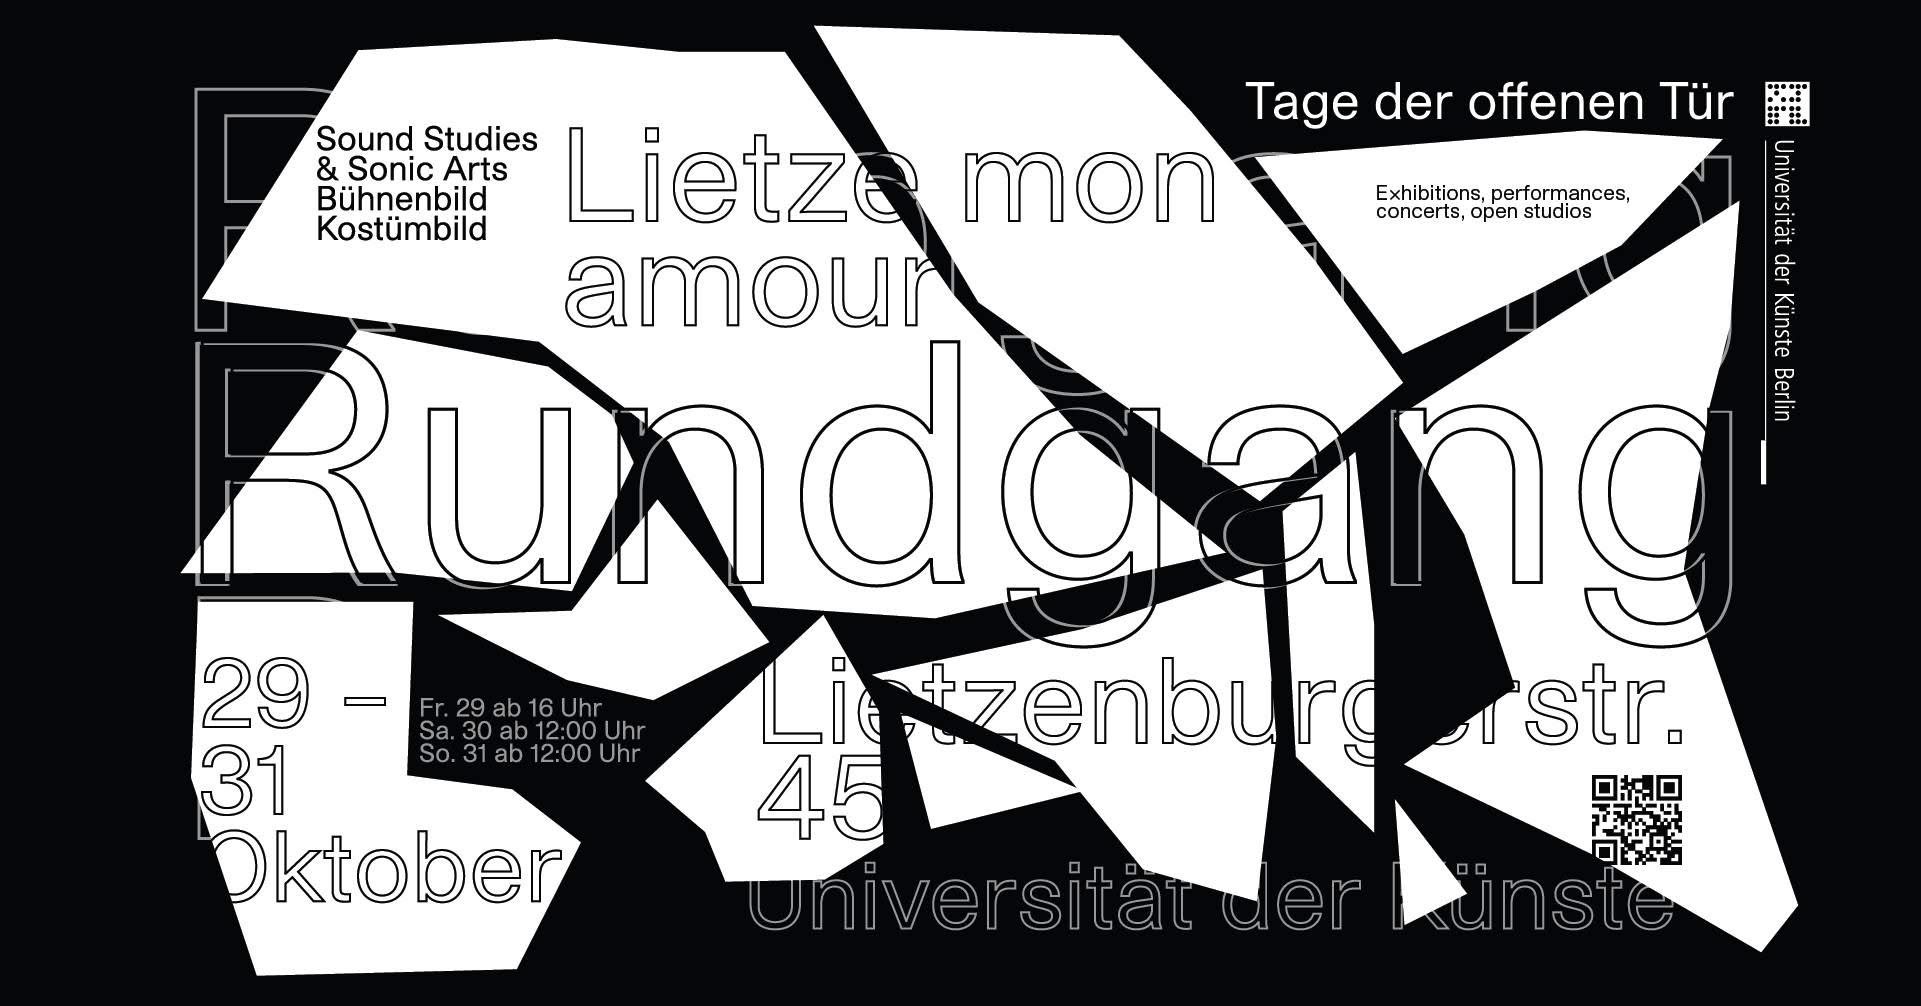 Tage der offenen Tür
Universität der Künste Berlin
Sound Studies
& Sonic Arts
Bühnenbild
Kostümbild
Lietze mon
amour
Exhibitions, performances,
concerts, open studios
Rundgang
29 –
31
Oktober
Fr. 29 ab 16 Uhr
Sa. 30 ab 12:00 Uhr
So. 31 ab 12:00 Uhr
Lietzenburgerstr.
45
Universität der Künste